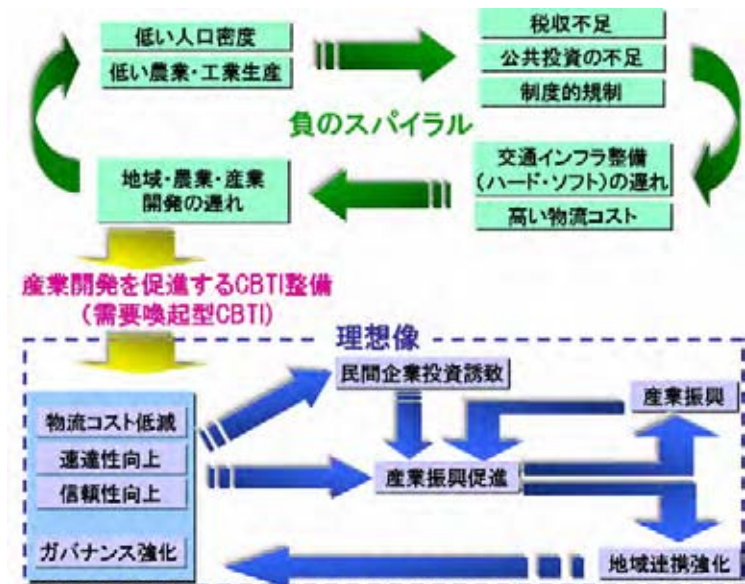 低い人口密度
低い農業・工業生産
税収不足
公共投資の不足
制度的規制
負のスパイラル
地域・農業・産業
開発の遅れ
交通インフラ整備
(ハード・ソフト)の遅れ
高い物流コスト
産業開発を促進するCBTI整備
(需要喚起型CBTI)
理想像
民間企業投資誘致
産業振興
物流コスト低減
速達性向上
信頼性向上
産業振興促進
ガバナンス強化
地域連携強化